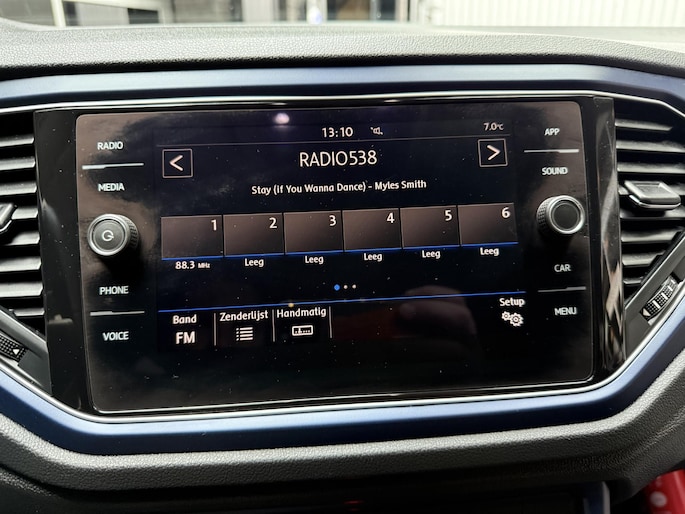 13:10
7.0°C
RADIO538
Stay (if You Wanna Dance) - Myles Smith
1 2 3 4 5 6
88.3 MHz Leeg Leeg Leeg Leeg Leeg
Band Zenderlijst Handmatig Setup
FM
RADIO
MEDIA
PHONE
VOICE
APP
SOUND
CAR
MENU